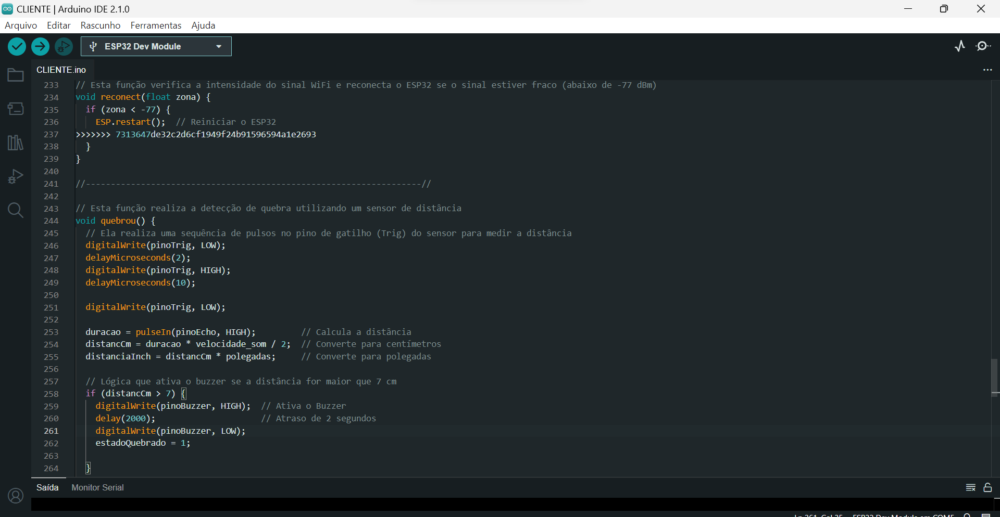 CLIENTE | Arduino IDE 2.1.0
Arquivo Editar Rascunho Ferramentas Ajuda
ESP32 Dev Module
CLIENTE.ino
233 // Esta função verifica a intensidade do sinal WiFi e reconecta o ESP32 se o sinal estiver fraco (abaixo de -77 dBm)
234 void reconect(float zona) {
235   if (zona < -77) {
236     ESP.restart();  // Reiniciar o ESP32
237 >>>>>>> 7313647de32c2d6cf1949f24b91596594a1e2693
238   }
239 }
240
241 //-------------------------------------------------------------------//
242
243 // Esta função realiza a detecção de quebra utilizando um sensor de distância
244 void quebrou() {
245   // Ela realiza uma sequência de pulsos no pino de gatilho (Trig) do sensor para medir a distância
246   digitalWrite(pinoTrig, LOW);
247   delayMicroseconds(2);
248   digitalWrite(pinoTrig, HIGH);
249   delayMicroseconds(10);
250
251   digitalWrite(pinoTrig, LOW);
252
253   duracao = pulseIn(pinoEcho, HIGH);         // Calcula a distância
254   distancCm = duracao * velocidade_som / 2;  // Converte para centímetros
255   distanciaInch = distancCm * polegadas;     // Converte para polegadas
256
257   // Lógica que ativa o buzzer se a distância for maior que 7 cm
258   if (distancCm > 7) {
259     digitalWrite(pinoBuzzer, HIGH);  // Ativa o Buzzer
260     delay(2000);                     // Atraso de 2 segundos
261     digitalWrite(pinoBuzzer, LOW);
262     estadoQuebrado = 1;
263
264   }
Saída Monitor Serial